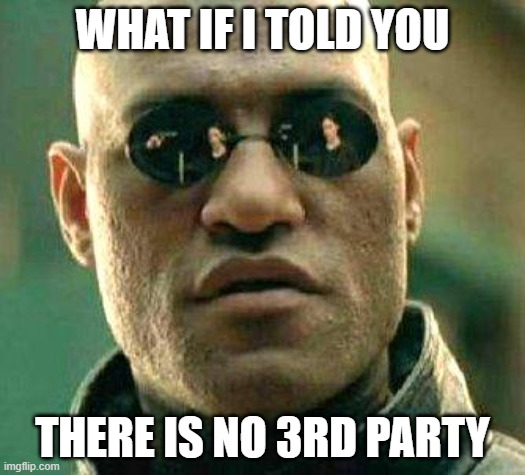 WHAT IF I TOLD YOU
THERE IS NO 3RD PARTY
imgflip.com